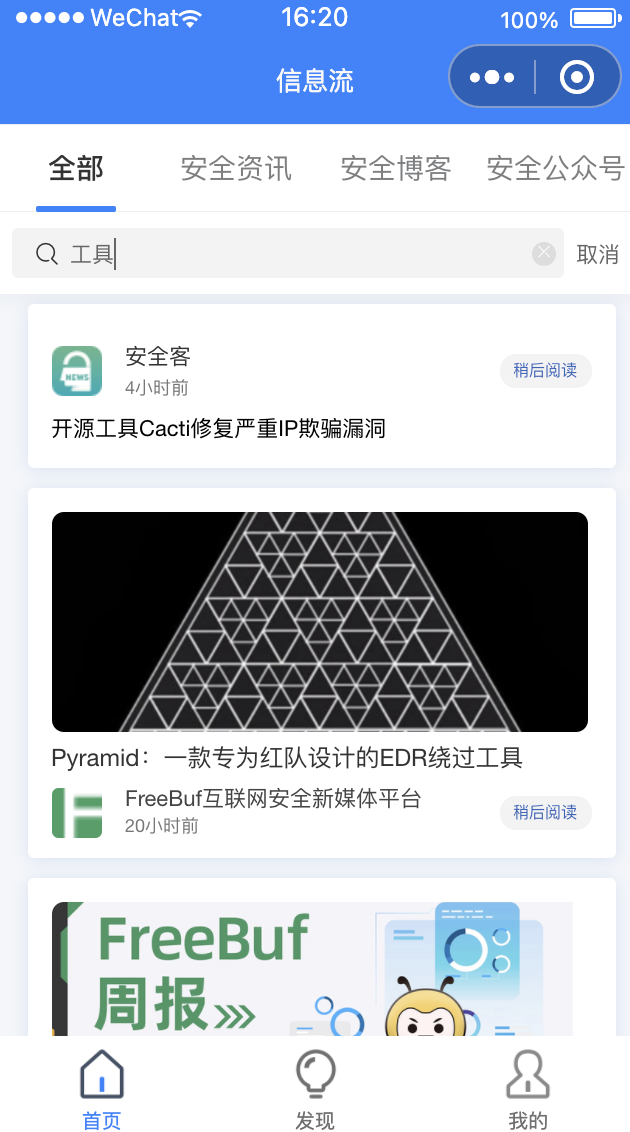 WeChat 16:20 100%
信息流
全部 安全资讯 安全博客 安全公众号
工具 取消
NEWS
安全客
4小时前
稍后阅读
开源工具Cacti修复严重IP欺骗漏洞
Pyramid：一款专为红队设计的EDR绕过工具
FreeBuf互联网安全新媒体平台
20小时前
稍后阅读
FreeBuf
周报
首页 发现 我的